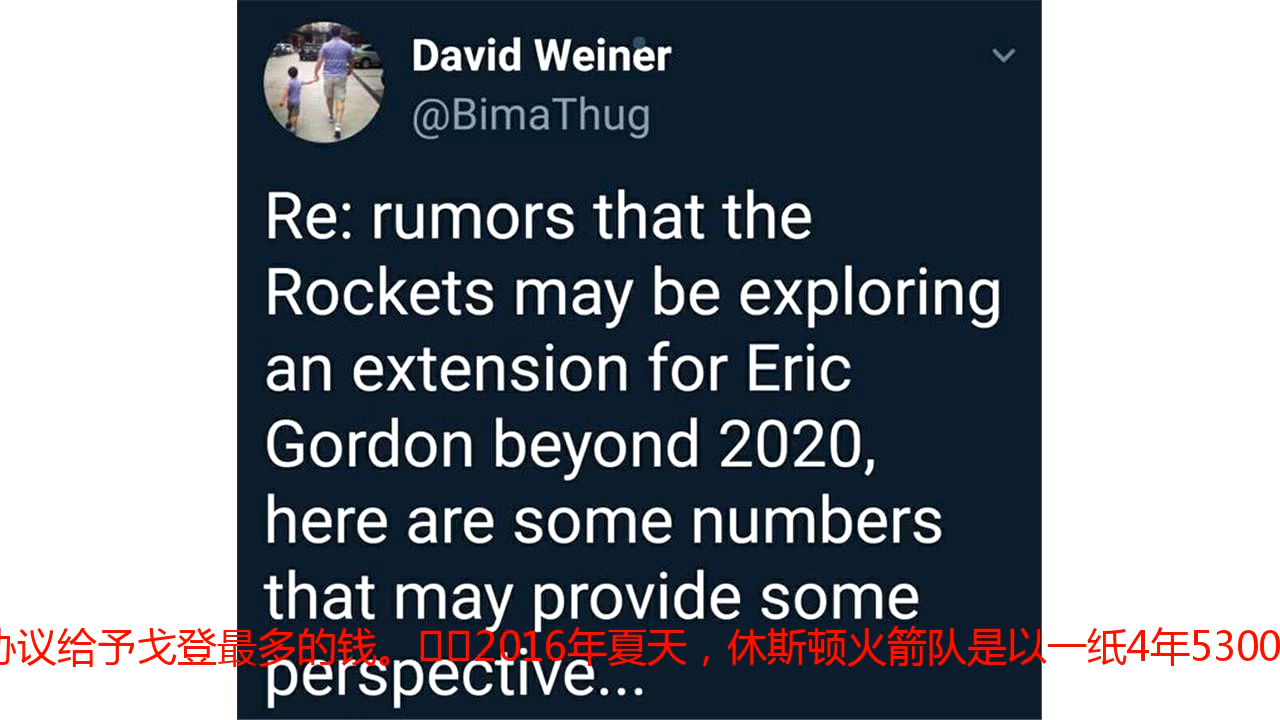 David Weiner
@BimaThug
Re: rumors that the
Rockets may be exploring
an extension for Eric
Gordon beyond 2020,
here are some numbers
that may provide some
议给予戈登最多的钱。2016年夏天，休斯顿火箭队是以一纸4年5300
perspective...